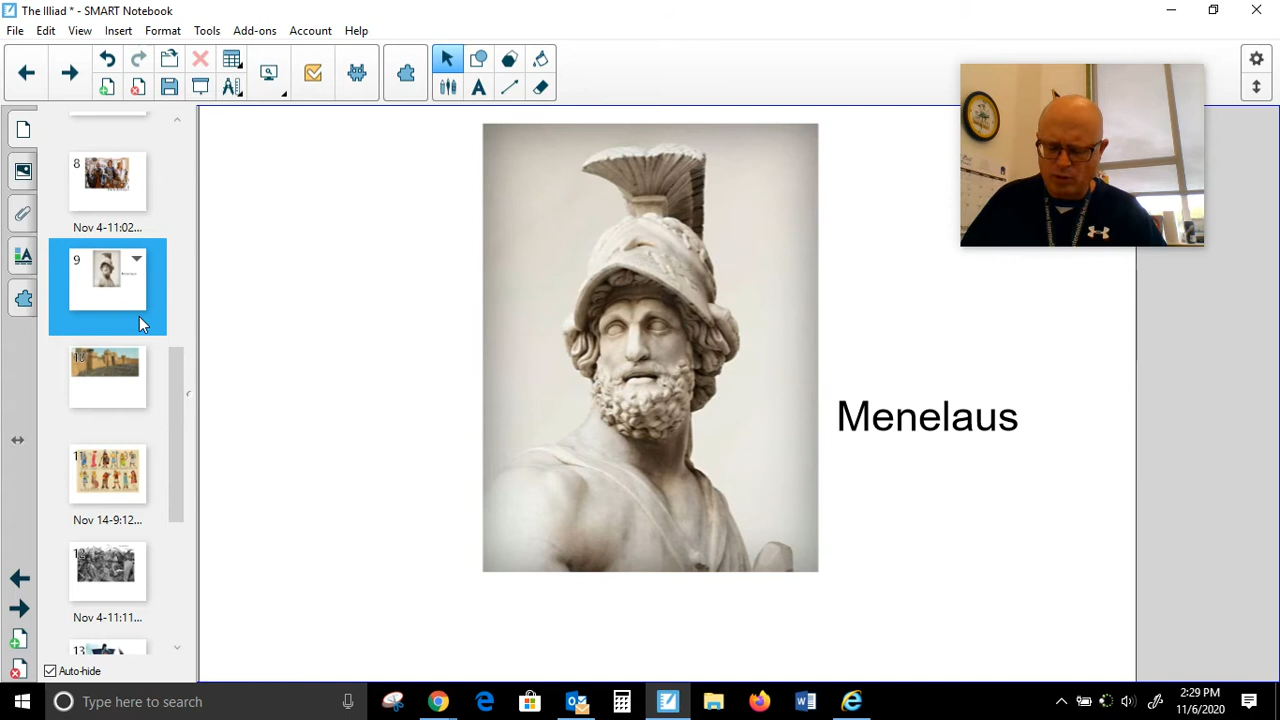 The Illiad * - SMART Notebook
File Edit View Insert Format Tools Add-ons Account Help
8
Nov 4-11:02...
9
10
11
Nov 14-9:12...
12
Nov 4-11:11...
13
Auto-hide
Menelaus
Type here to search
2:29 PM
11/6/2020